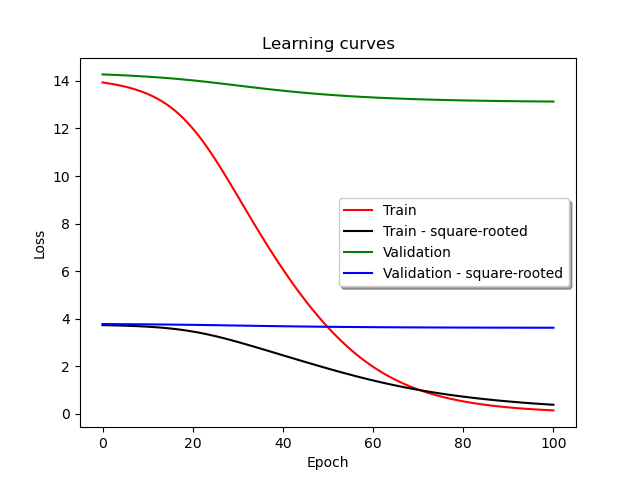 Learning curves
14
12
10
8
6
4
2
0
Loss
Train
Train - square-rooted
Validation
Validation - square-rooted
0 20 40 60 80 100
Epoch